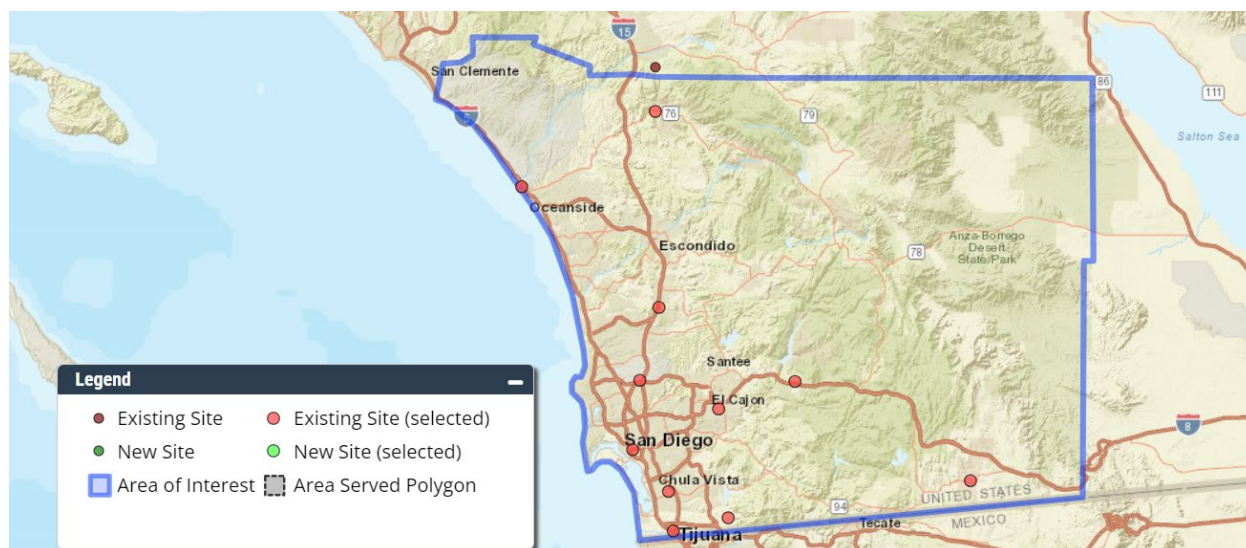 15
San Clemente
86
111
5
76
79
Salton Sea
Oceanside
Escondido
Anza-Borrego
Desert
State/Park
78
Santee
El Cajon
8
San Diego
Chula Vista
UNITED STATES
94
Tecate
MEXICO
Tijuana
Legend
Existing Site
Existing Site (selected)
New Site
New Site (selected)
Area of Interest
Area Served Polygon